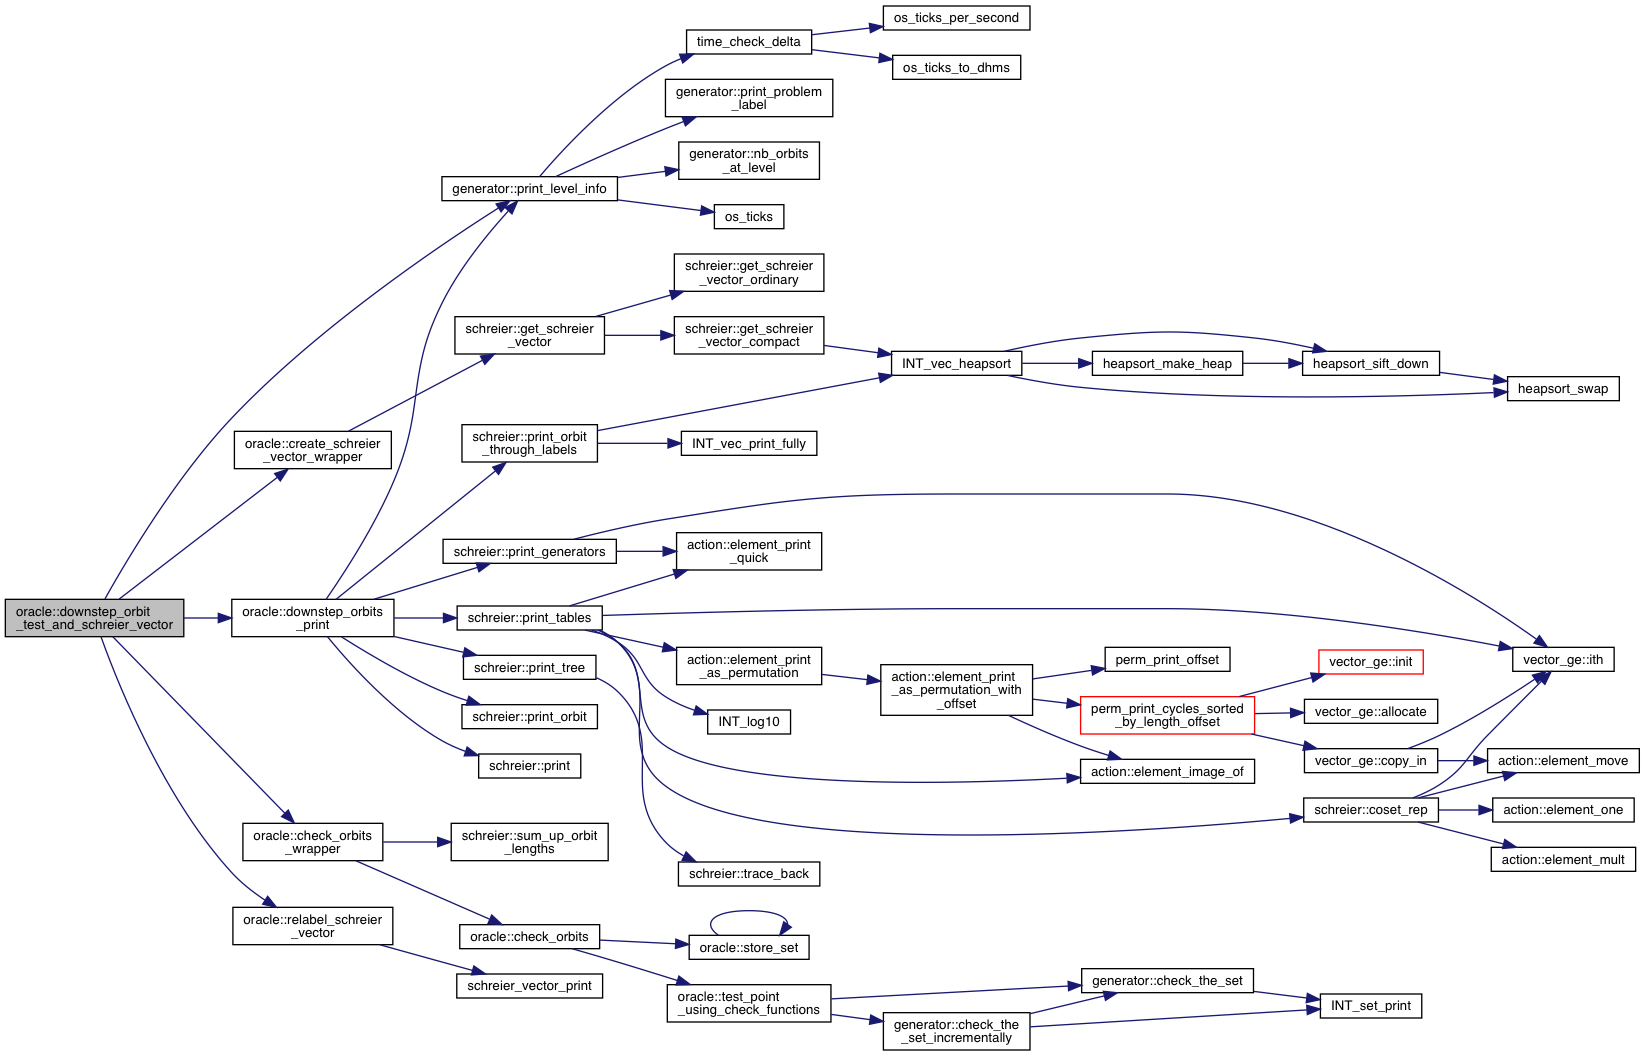 os_ticks_per_second
time_check_delta
os_ticks_to_dhms
generator::print_problem
_label
generator::nb_orbits
_at_level
generator::print_level_info
os_ticks
schreier::get_schreier
_vector_ordinary
schreier::get_schreier
_vector
schreier::get_schreier
_vector_compact
INT_vec_heapsort
heapsort_make_heap
heapsort_sift_down
heapsort_swap
oracle::create_schreier
_vector_wrapper
schreier::print_orbit
_through_labels
INT_vec_print_fully
schreier::print_generators
action::element_print
_quick
oracle::downstep_orbit
_test_and_schreier_vector
oracle::downstep_orbits
_print
schreier::print_tables
schreier::print_tree
action::element_print
_as_permutation
action::element_print
_as_permutation_with
_offset
perm_print_offset
vector_ge::init
vector_ge::ith
schreier::print_orbit
INT_log10
perm_print_cycles_sorted
_by_length_offset
vector_ge::allocate
schreier::print
action::element_image_of
vector_ge::copy_in
action::element_move
oracle::check_orbits
_wrapper
schreier::sum_up_orbit
_lengths
schreier::coset_rep
action::element_one
schreier::trace_back
action::element_mult
oracle::relabel_schreier
_vector
oracle::check_orbits
oracle::store_set
schreier_vector_print
oracle::test_point
_using_check_functions
generator::check_the_set
generator::check_the
_set_incrementally
INT_set_print